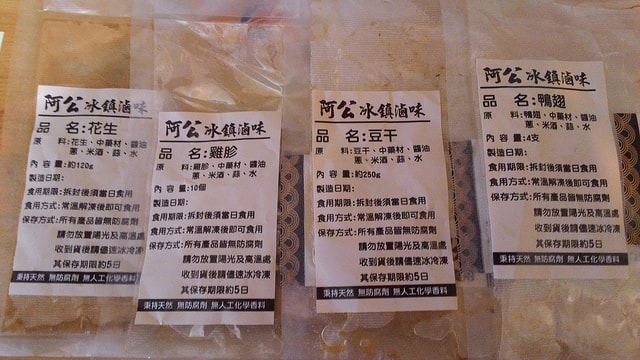 阿公冰鎮滷味
品 名:花生
原 料:花生、中藥材、醬油
蔥、米酒、蒜、水
內 容 量:約120g
製造日期:
食用期限:拆封後須當日食用
食用方式:常溫解凍後即可食用
保存方式:所有產品皆無防腐劑
請勿放置陽光及高溫處
收到貨後請儘速冰冷凍
其保存期限約5日
秉持天然 無防腐劑 無人工化學香料
阿公冰鎮滷味
品 名:雞胗
原 料:雞胗、中藥材、醬油
蔥、米酒、蒜、水
內 容 量:10個
製造日期:
食用期限:拆封後須當日食用
食用方式:常溫解凍後即可食用
保存方式:所有產品皆無防腐劑
請勿放置陽光及高溫處
收到貨後請儘速冰冷凍
其保存期限約5日
秉持天然 無防腐劑 無人工化學香料
阿公冰鎮滷味
品 名:豆干
原 料:豆干、中藥材、醬油
蔥、米酒、蒜、水
內 容 量:約250g
製造日期:
食用期限:拆封後須當日食用
食用方式:常溫解凍後即可食用
保存方式:所有產品皆無防腐劑
請勿放置陽光及高溫處
收到貨後請儘速冰冷凍
其保存期限約5日
秉持天然 無防腐劑 無人工化學香料
阿公冰鎮滷味
品 名:鴨翅
原 料:鴨翅、中藥材、醬油
蔥、米酒、蒜、水
內 容 量:4支
製造日期:
食用期限:拆封後須當日食用
食用方式:常溫解凍後即可食用
保存方式:所有產品皆無防腐劑
請勿放置陽光及高溫處
收到貨後請儘速冰冷凍
其保存期限約5日
秉持天然 無防腐劑 無人工化學香料